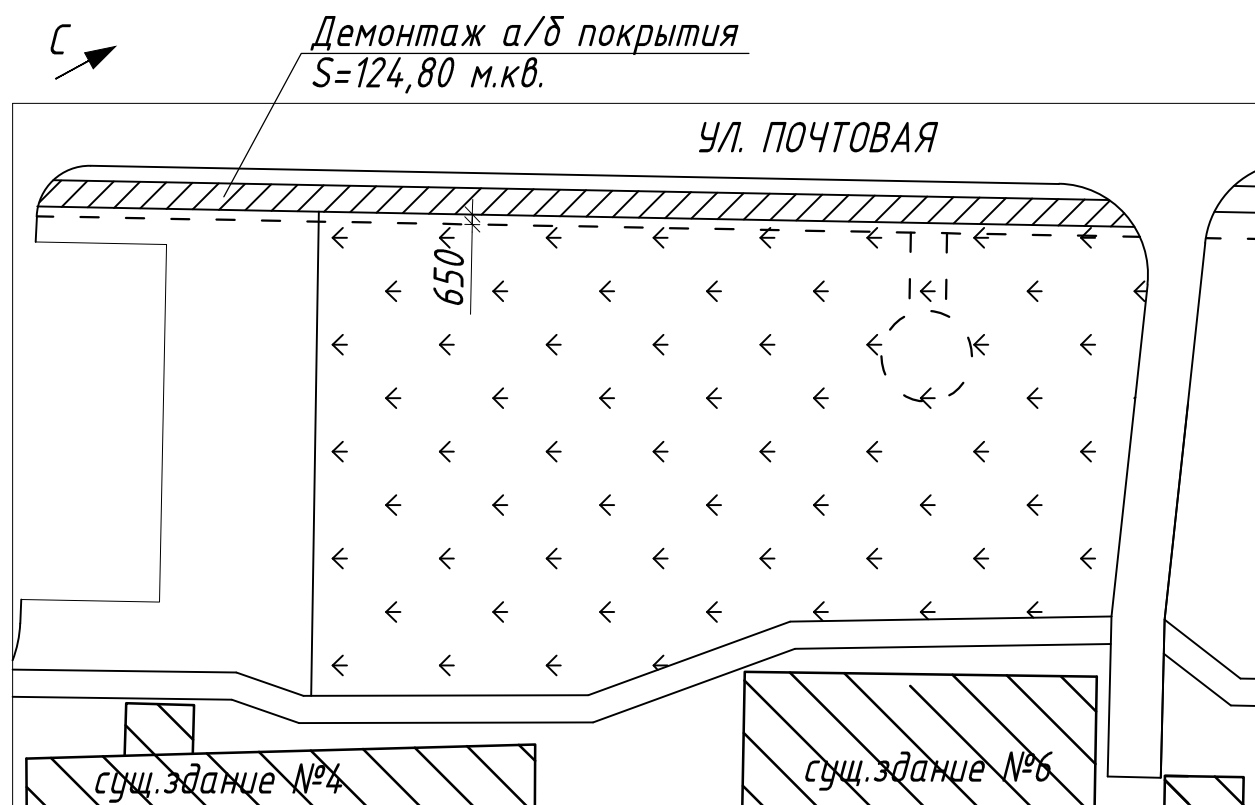 С
Демонтаж а/б покрытия
S=124,80 м.кв.
УЛ. ПОЧТОВАЯ
650
сущ.здание №4
сущ.здание №6